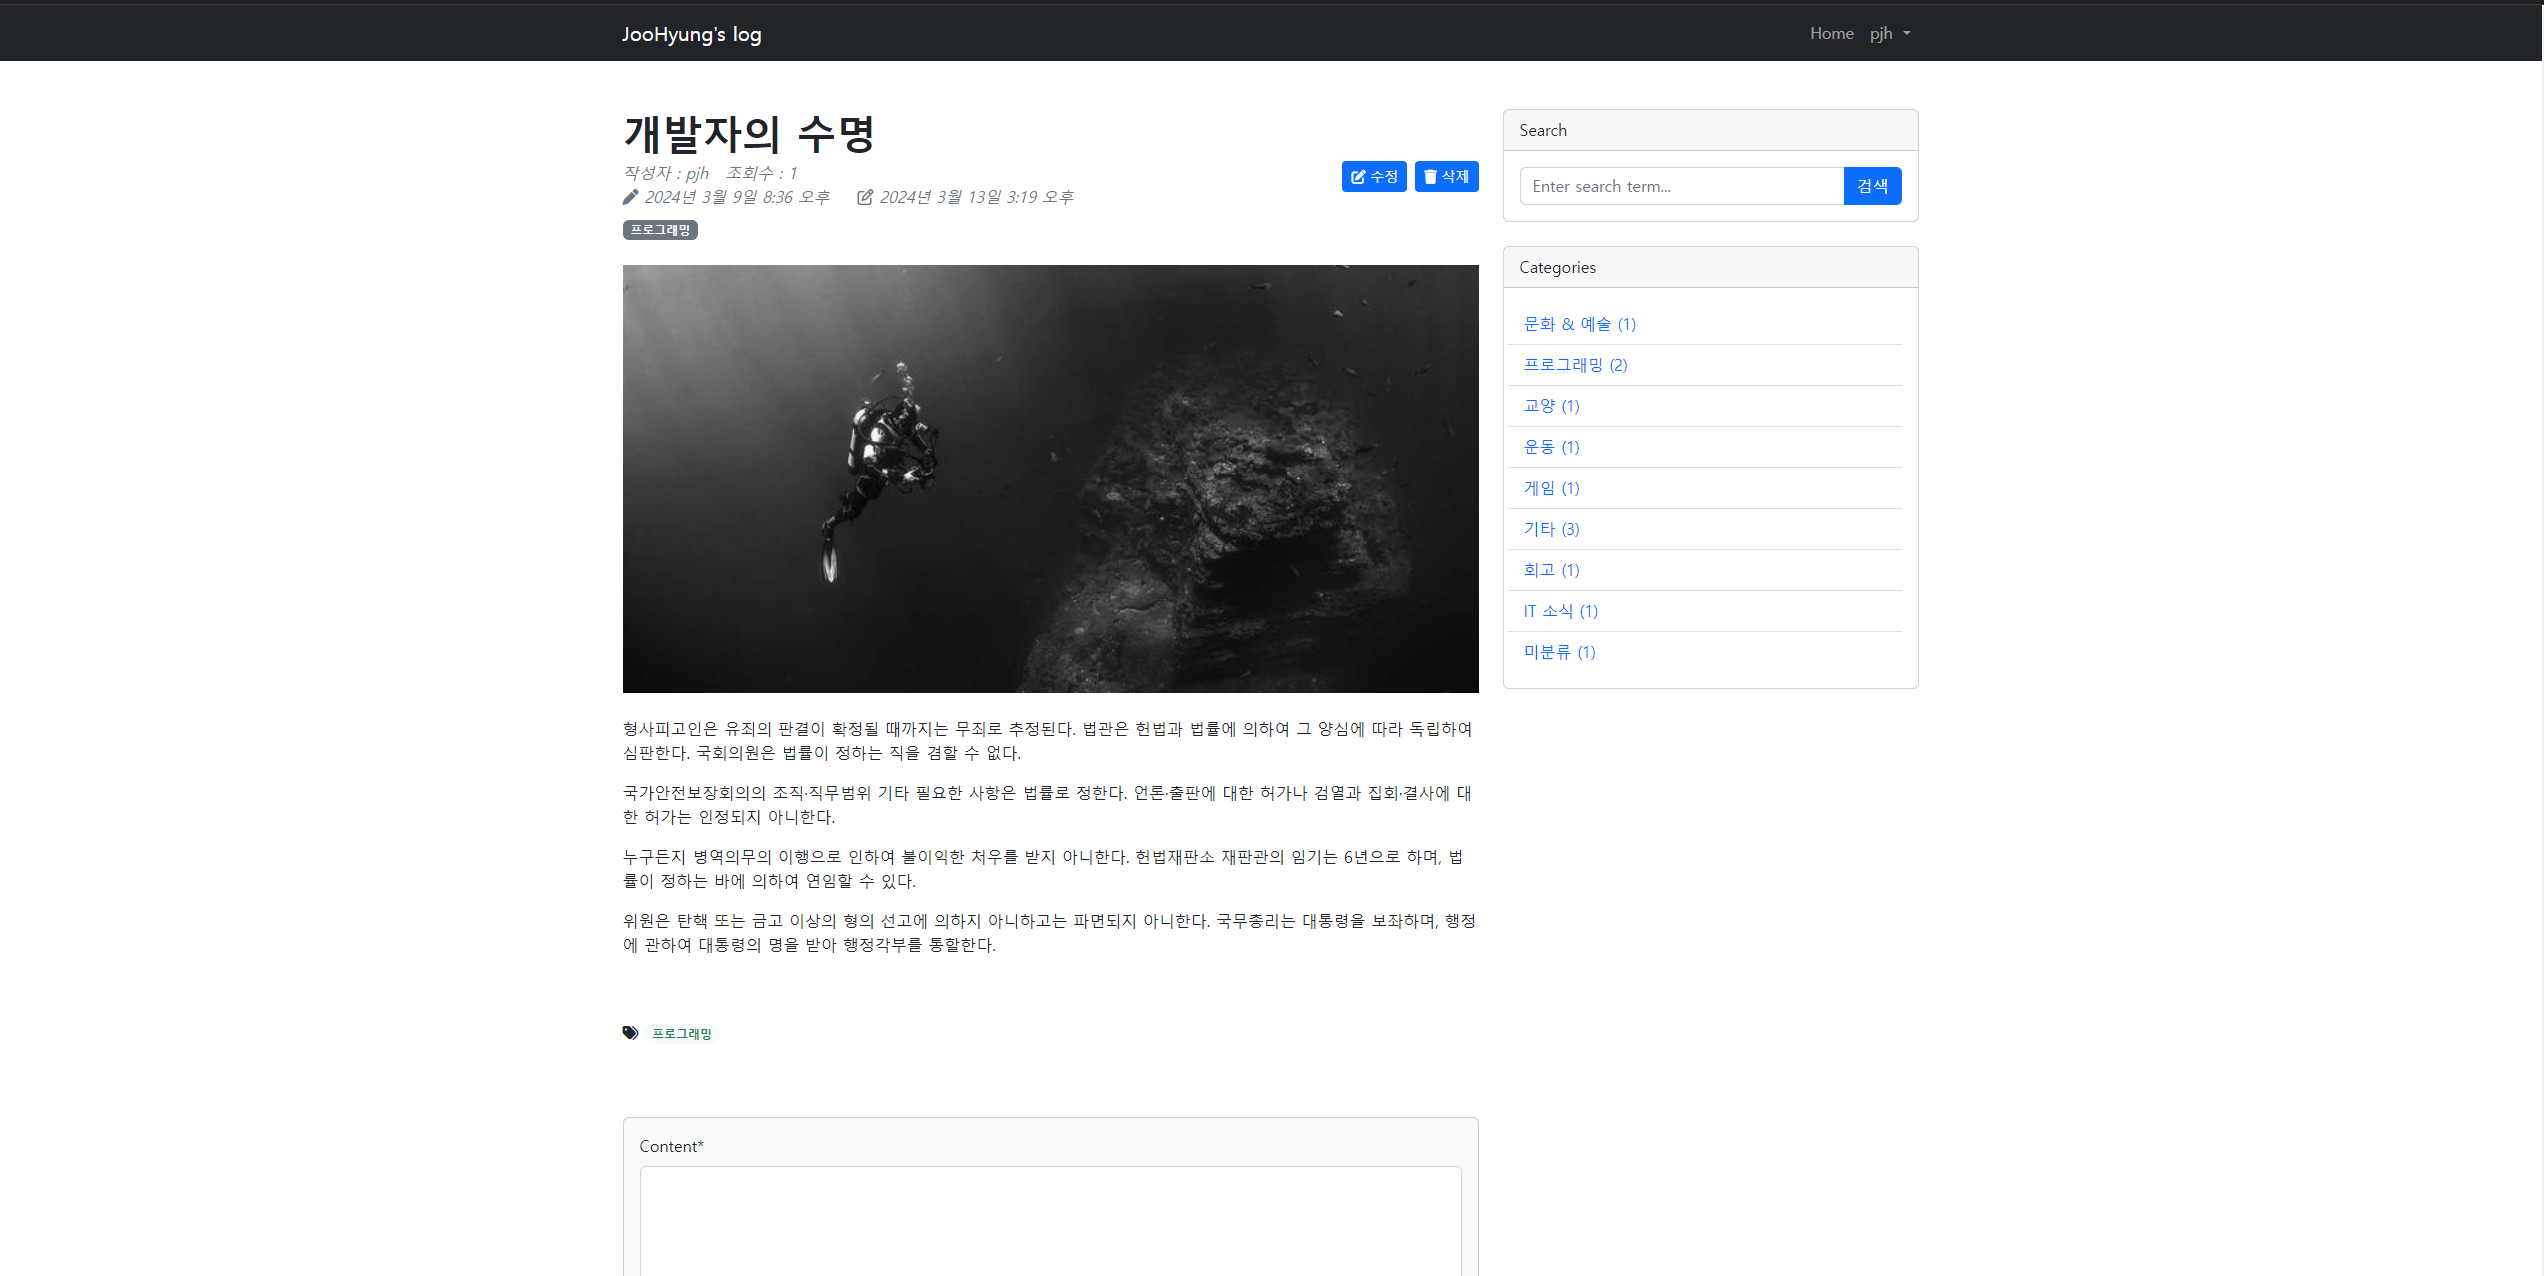 JooHyung's log
Home pjh
개발자의 수명
작성자 : pjh 조회수 : 1
수정 삭제
2024년 3월 9일 8:36 오후 2024년 3월 13일 3:19 오후
프로그래밍
형사피고인은 유죄의 판결이 확정될 때까지는 무죄로 추정된다. 법관은 헌법과 법률에 의하여 그 양심에 따라 독립하여
심판한다. 국회의원은 법률이 정하는 직을 겸할 수 없다.
국가안전보장회의의 조직·직무범위 기타 필요한 사항은 법률로 정한다. 언론·출판에 대한 허가나 검열과 집회·결사에 대
한 허가는 인정되지 아니한다.
누구든지 병역의무의 이행으로 인하여 불이익한 처우를 받지 아니한다. 헌법재판소 재판관의 임기는 6년으로 하며, 법
률이 정하는 바에 의하여 연임할 수 있다.
위원은 탄핵 또는 금고 이상의 형의 선고에 의하지 아니하고는 파면되지 아니한다. 국무총리는 대통령을 보좌하며, 행정
에 관하여 대통령의 명을 받아 행정각부를 통할한다.
프로그래밍
Content*
Search
Enter search term...
검색
Categories
문화 & 예술 (1)
프로그래밍 (2)
교양 (1)
운동 (1)
게임 (1)
기타 (3)
회고 (1)
IT 소식 (1)
미분류 (1)